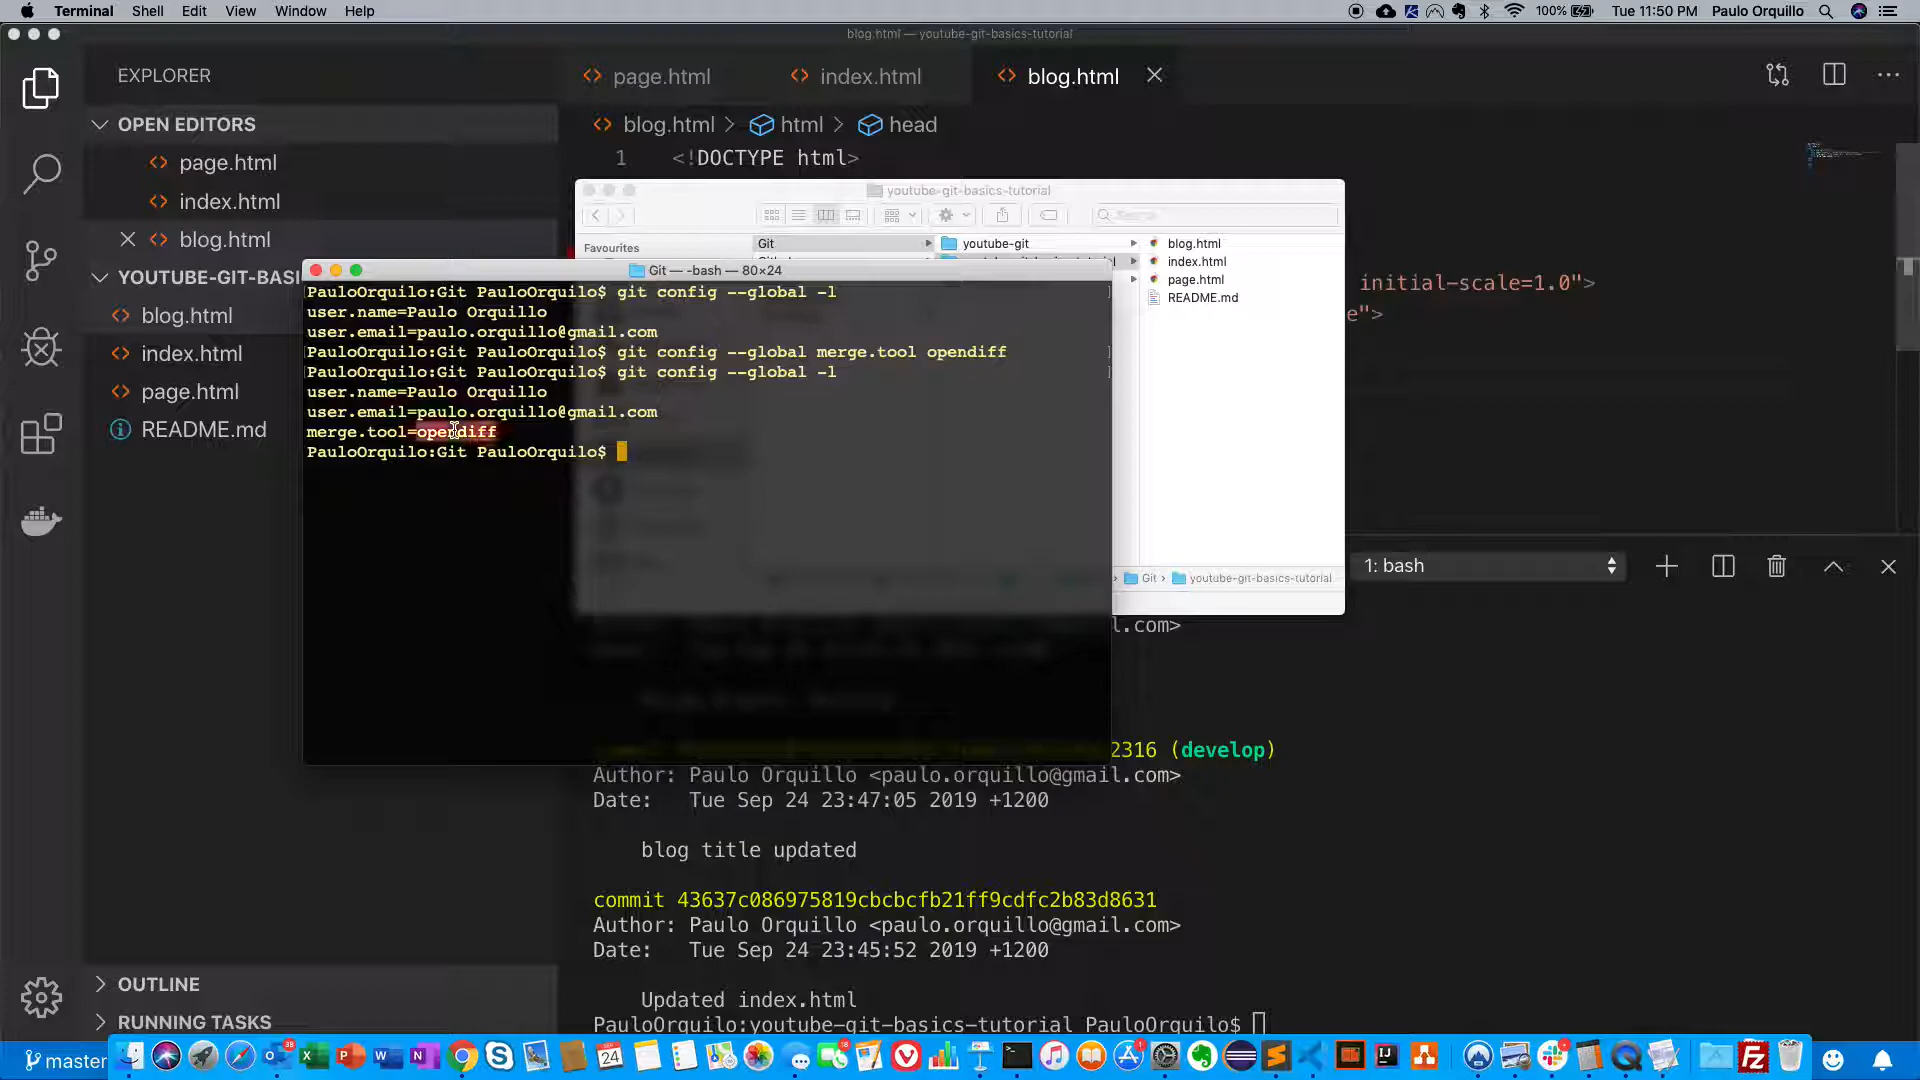 Terminal Shell Edit View Window Help
100% Tue 11:50 PM Paulo Orquillo
blog.html — youtube-git-basics-tutorial
EXPLORER
page.html index.html blog.html
OPEN EDITORS
page.html
index.html
blog.html
YOUTUBE-GIT-BASI
blog.html
index.html
page.html
README.md
OUTLINE
RUNNING TASKS
master
blog.html > html > head
1 <!DOCTYPE html>
initial-scale=1.0">
e">
youtube-git-basics-tutorial
Search
Favourites
Git
youtube-git
blog.html
index.html
page.html
README.md
Git › youtube-git-basics-tutorial
Git — -bash — 80×24
PauloOrquilo:Git PauloOrquilo$ git config --global -l
user.name=Paulo Orquillo
user.email=paulo.orquillo@gmail.com
PauloOrquilo:Git PauloOrquilo$ git config --global merge.tool opendiff
PauloOrquilo:Git PauloOrquilo$ git config --global -l
user.name=Paulo Orquillo
user.email=paulo.orquillo@gmail.com
merge.tool=opendiff
PauloOrquilo:Git PauloOrquilo$
1: bash
l.com>
2316 (develop)
Author: Paulo Orquillo <paulo.orquillo@gmail.com>
Date: Tue Sep 24 23:47:05 2019 +1200
blog title updated
commit 43637c086975819cbcbcfb21ff9cdfc2b83d8631
Author: Paulo Orquillo <paulo.orquillo@gmail.com>
Date: Tue Sep 24 23:45:52 2019 +1200
Updated index.html
PauloOrquilo:youtube-git-basics-tutorial PauloOrquilo$